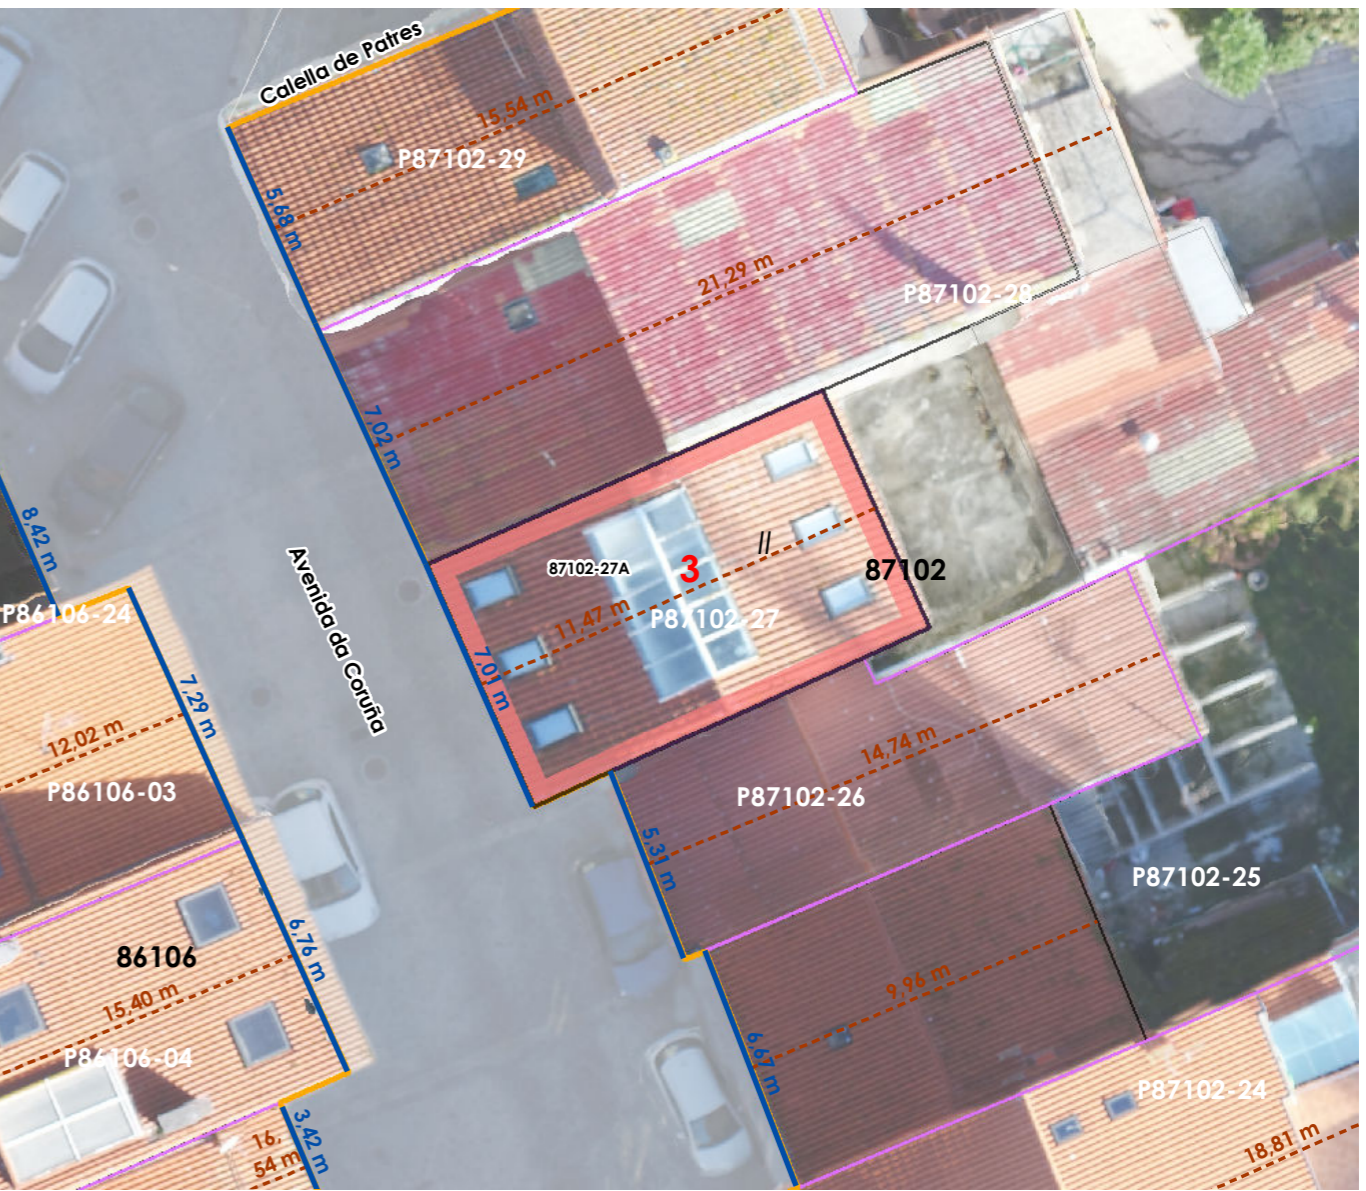 Calella de Patres
15,54 m
P87102-29
5,68 m
21,29 m
P87102-28
7,02 m
8,42 m
Avenida da Coruña
87102-27A
3
//
87102
11,47 m
P87102-27
7,01 m
P86106-24
7,29 m
12,02 m
P86106-03
14,74 m
P87102-26
5,31 m
P87102-25
86106
6,76 m
15,40 m
P86106-04
9,96 m
6,67 m
P87102-24
3,42 m
16,
54 m
18,81 m